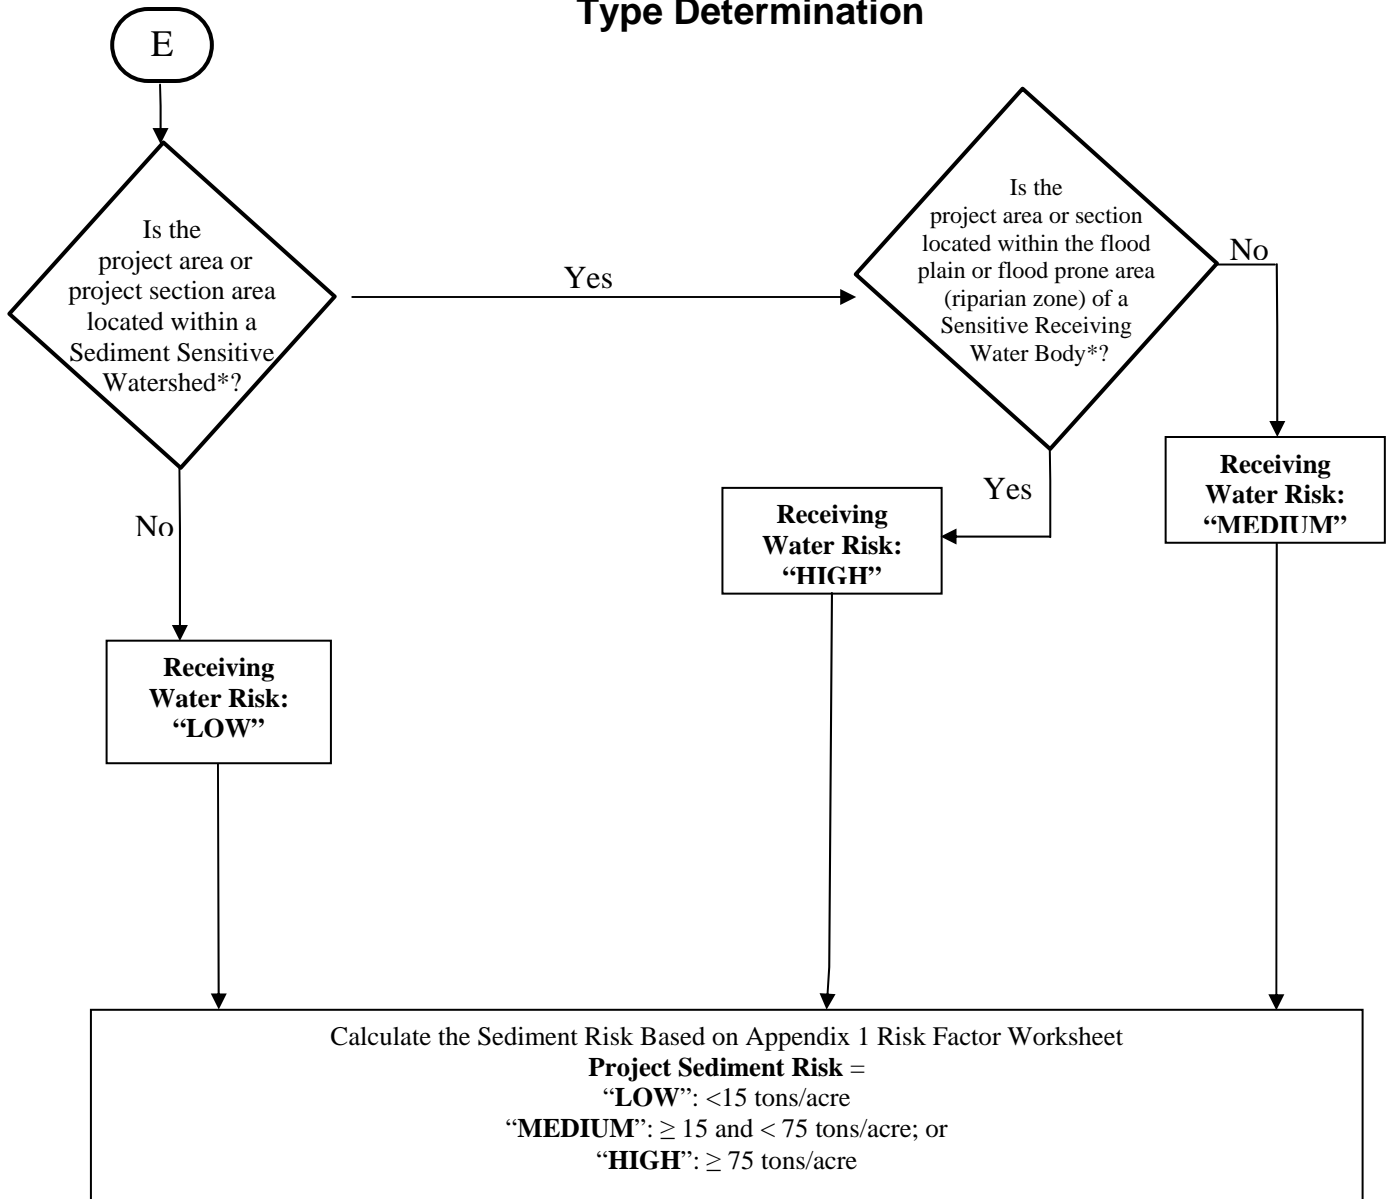 Type Determination
E
Is the
project area or
project section area
located within a
Sediment Sensitive
Watershed*?
Yes
Is the
project area or section
located within the flood
plain or flood prone area
(riparian zone) of a
Sensitive Receiving
Water Body*?
No
No
Yes
Receiving
Water Risk:
“HIGH”
Receiving
Water Risk:
“MEDIUM”
Receiving
Water Risk:
“LOW”
Calculate the Sediment Risk Based on Appendix 1 Risk Factor Worksheet
Project Sediment Risk =
“LOW”: <15 tons/acre
“MEDIUM”: ≥ 15 and < 75 tons/acre; or
“HIGH”: ≥ 75 tons/acre